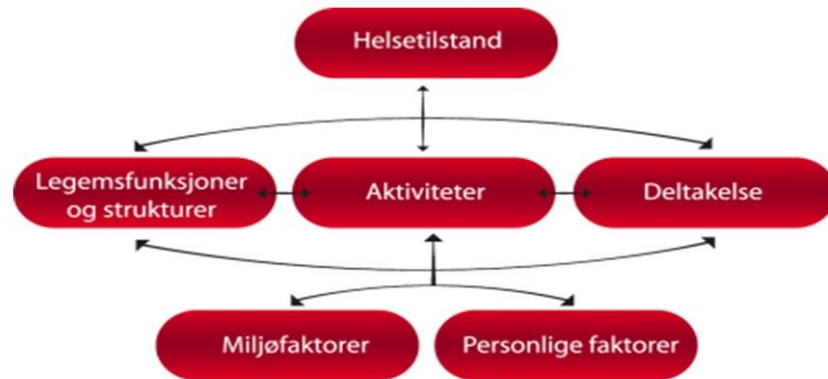 Helsetilstand
Legemsfunksjoner
og strukturer
Aktiviteter
Deltakelse
Miljøfaktorer
Personlige faktorer